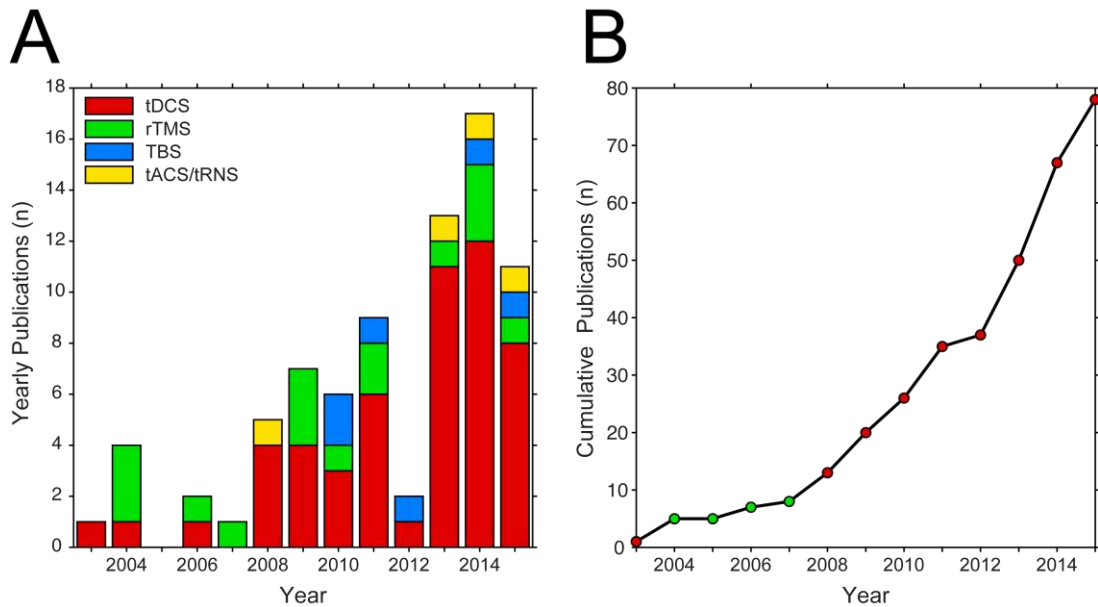 A
18
16
14
12
10
8
6
4
2
0
Yearly Publications (n)
tDCS
rTMS
TBS
tACS/tRNS
2004 2006 2008 2010 2012 2014
Year
B
80
70
60
50
40
30
20
10
0
Cumulative Publications (n)
2004 2006 2008 2010 2012 2014
Year